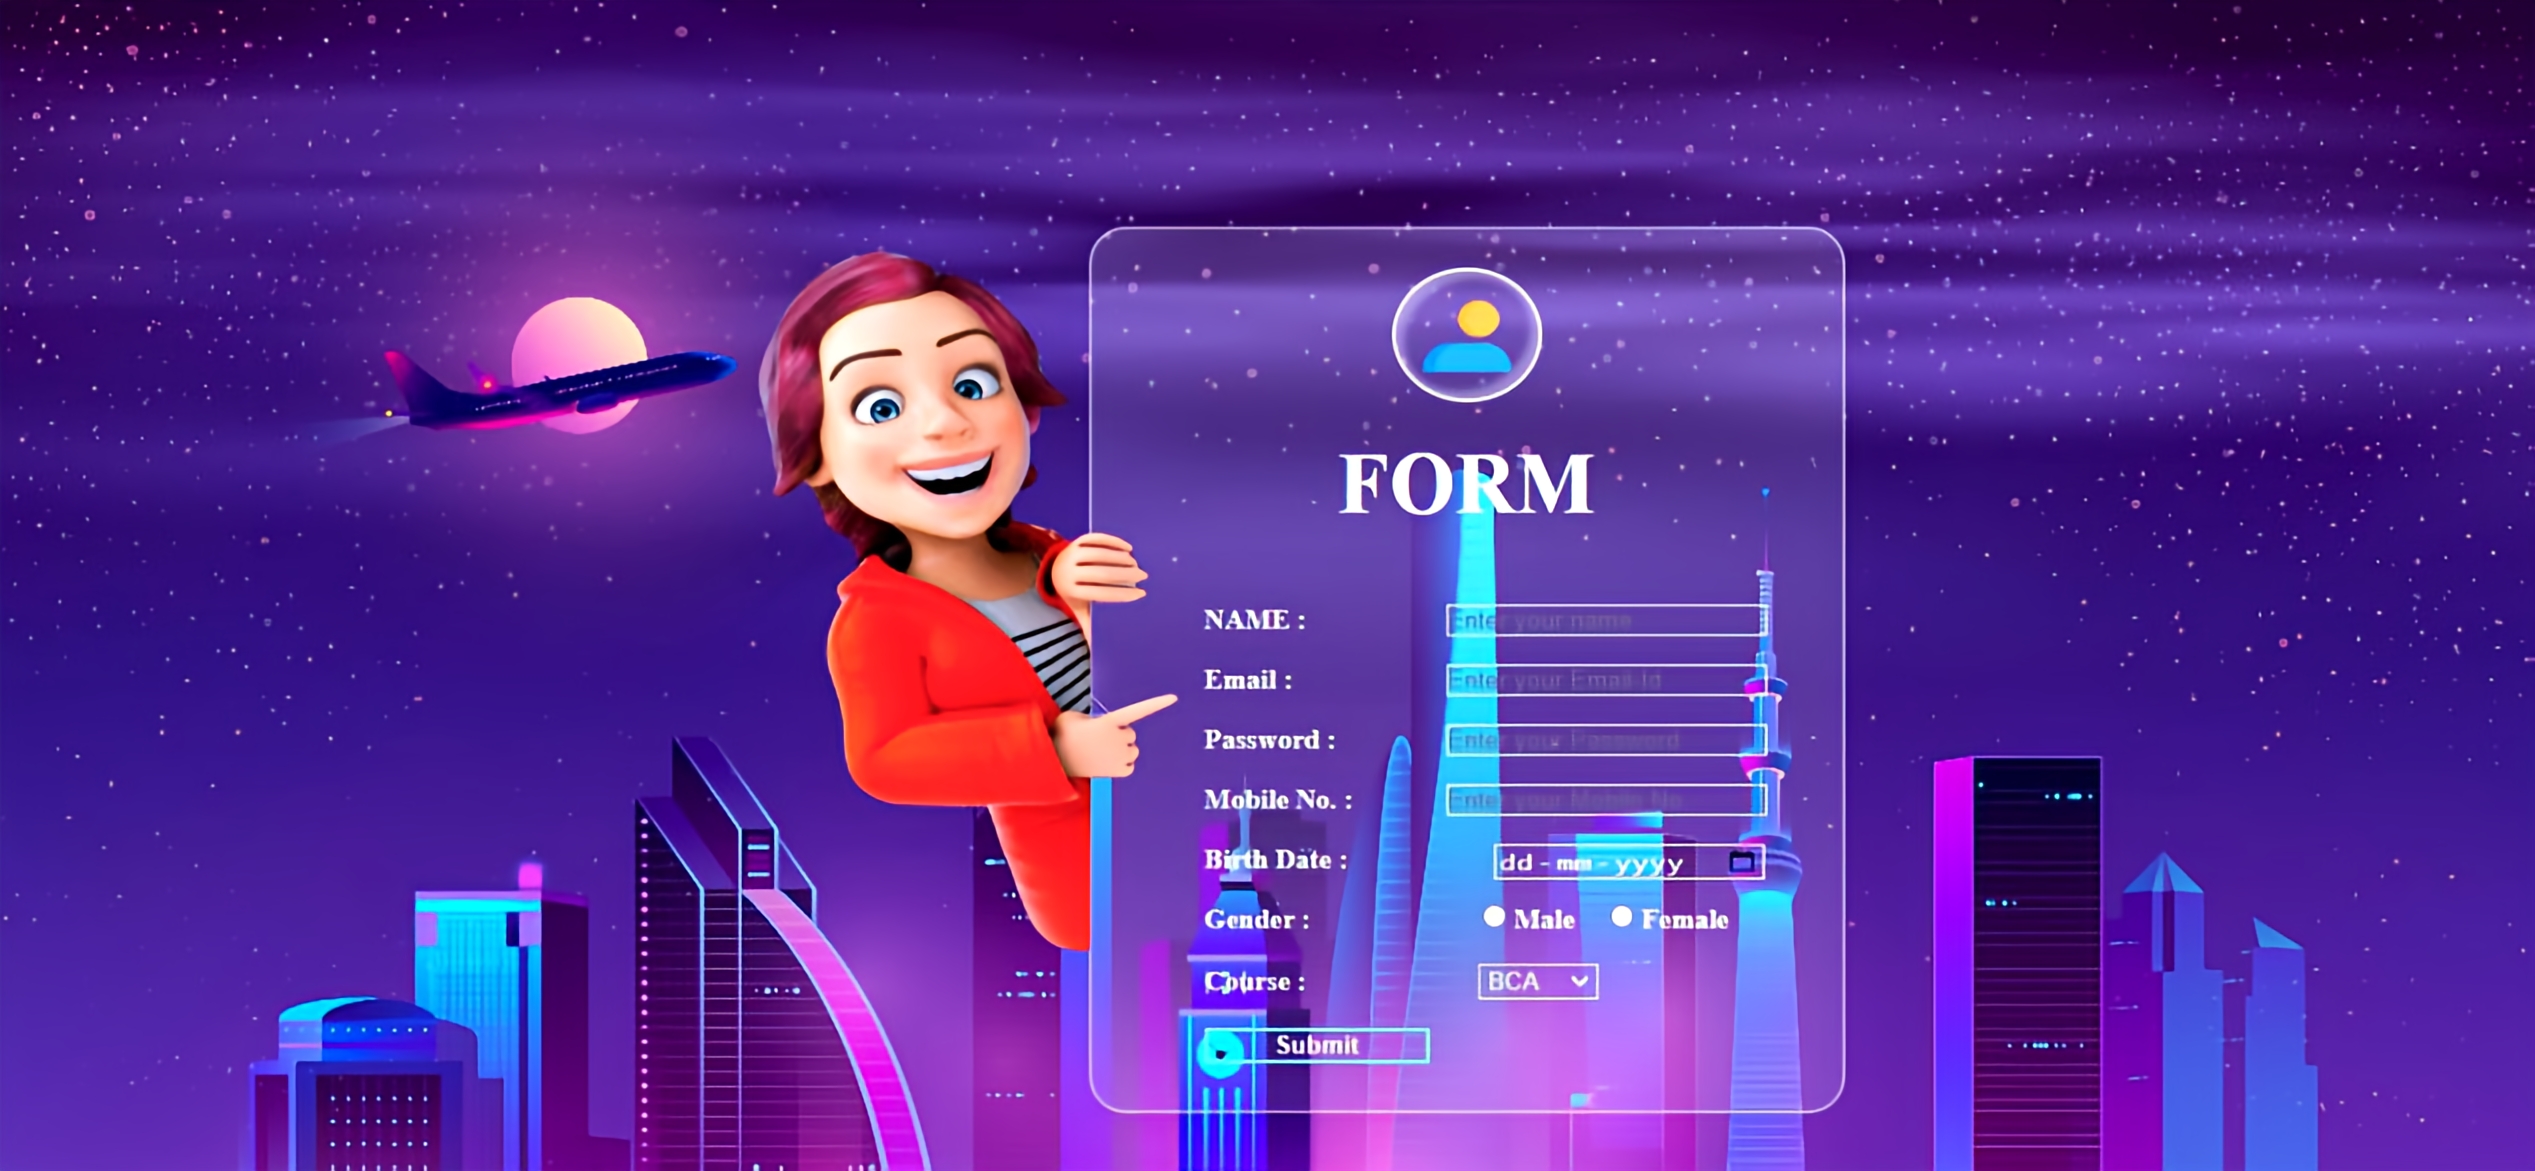 FORM
NAME : Enter your name
Email : Enter your Email Id
Password : Enter your Password
Mobile No. : Enter your Mobile No
Birth Date : dd-mm-yyyy
Gender : Male Female
Course : BCA
Submit